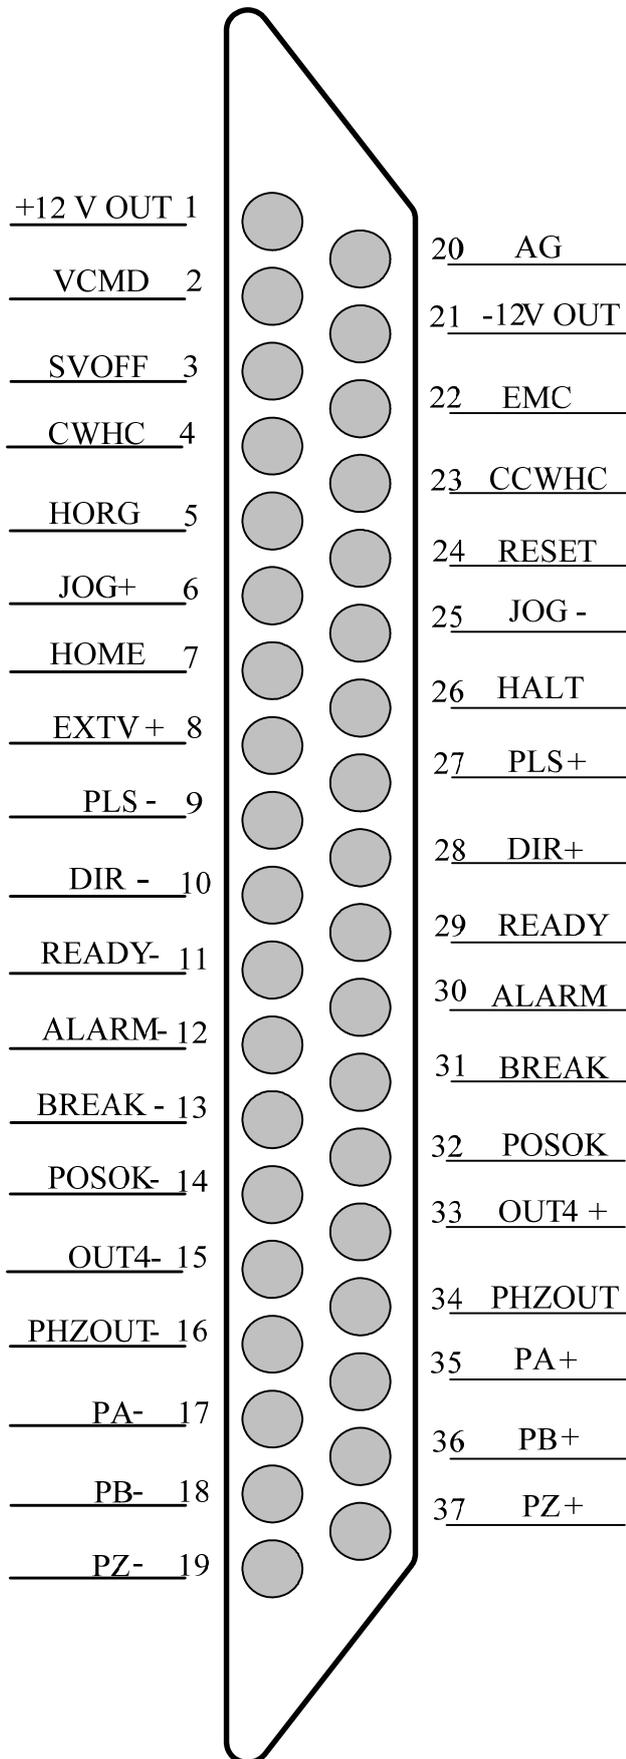 +12 V OUT 1
VCMD 2
SVOFF 3
CWHC 4
HORG 5
JOG+ 6
HOME 7
EXTV + 8
PLS - 9
DIR - 10
READY- 11
ALARM- 12
BREAK - 13
POSOK- 14
OUT4- 15
PHZOUT- 16
PA- 17
PB- 18
PZ- 19
20 AG
21 -12V OUT
22 EMC
23 CCWHC
24 RESET
25 JOG -
26 HALT
27 PLS+
28 DIR+
29 READY
30 ALARM
31 BREAK
32 POSOK
33 OUT4 +
34 PHZOUT
35 PA+
36 PB+
37 PZ+